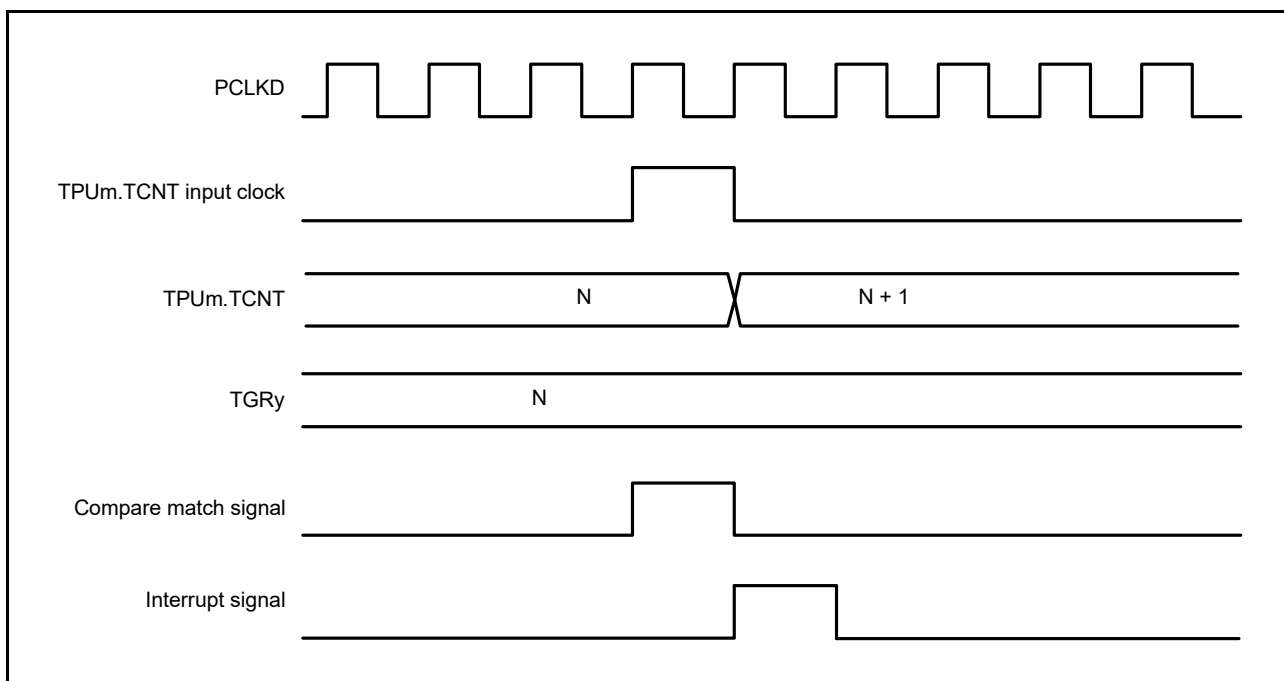 PCLKD
TPUm.TCNT input clock
TPUm.TCNT
N
N + 1
TGRy
N
Compare match signal
Interrupt signal